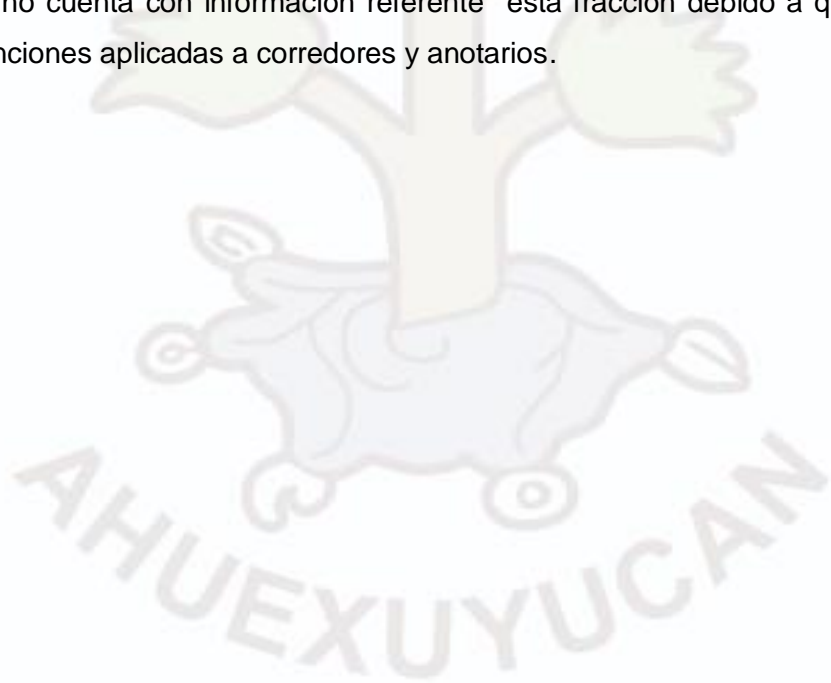 no cuenta con información referente esta fracción debido a q
nciones aplicadas a corredores y anotarios.
AHUEXUYUCAN